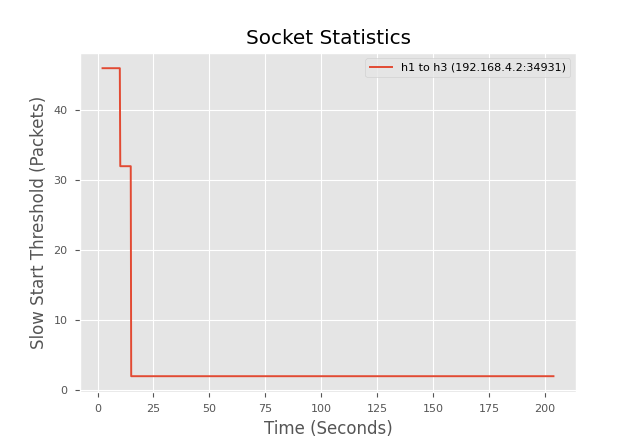 Socket Statistics
h1 to h3 (192.168.4.2:34931)
Slow Start Threshold (Packets)
40
30
20
10
0
0 25 50 75 100 125 150 175 200
Time (Seconds)